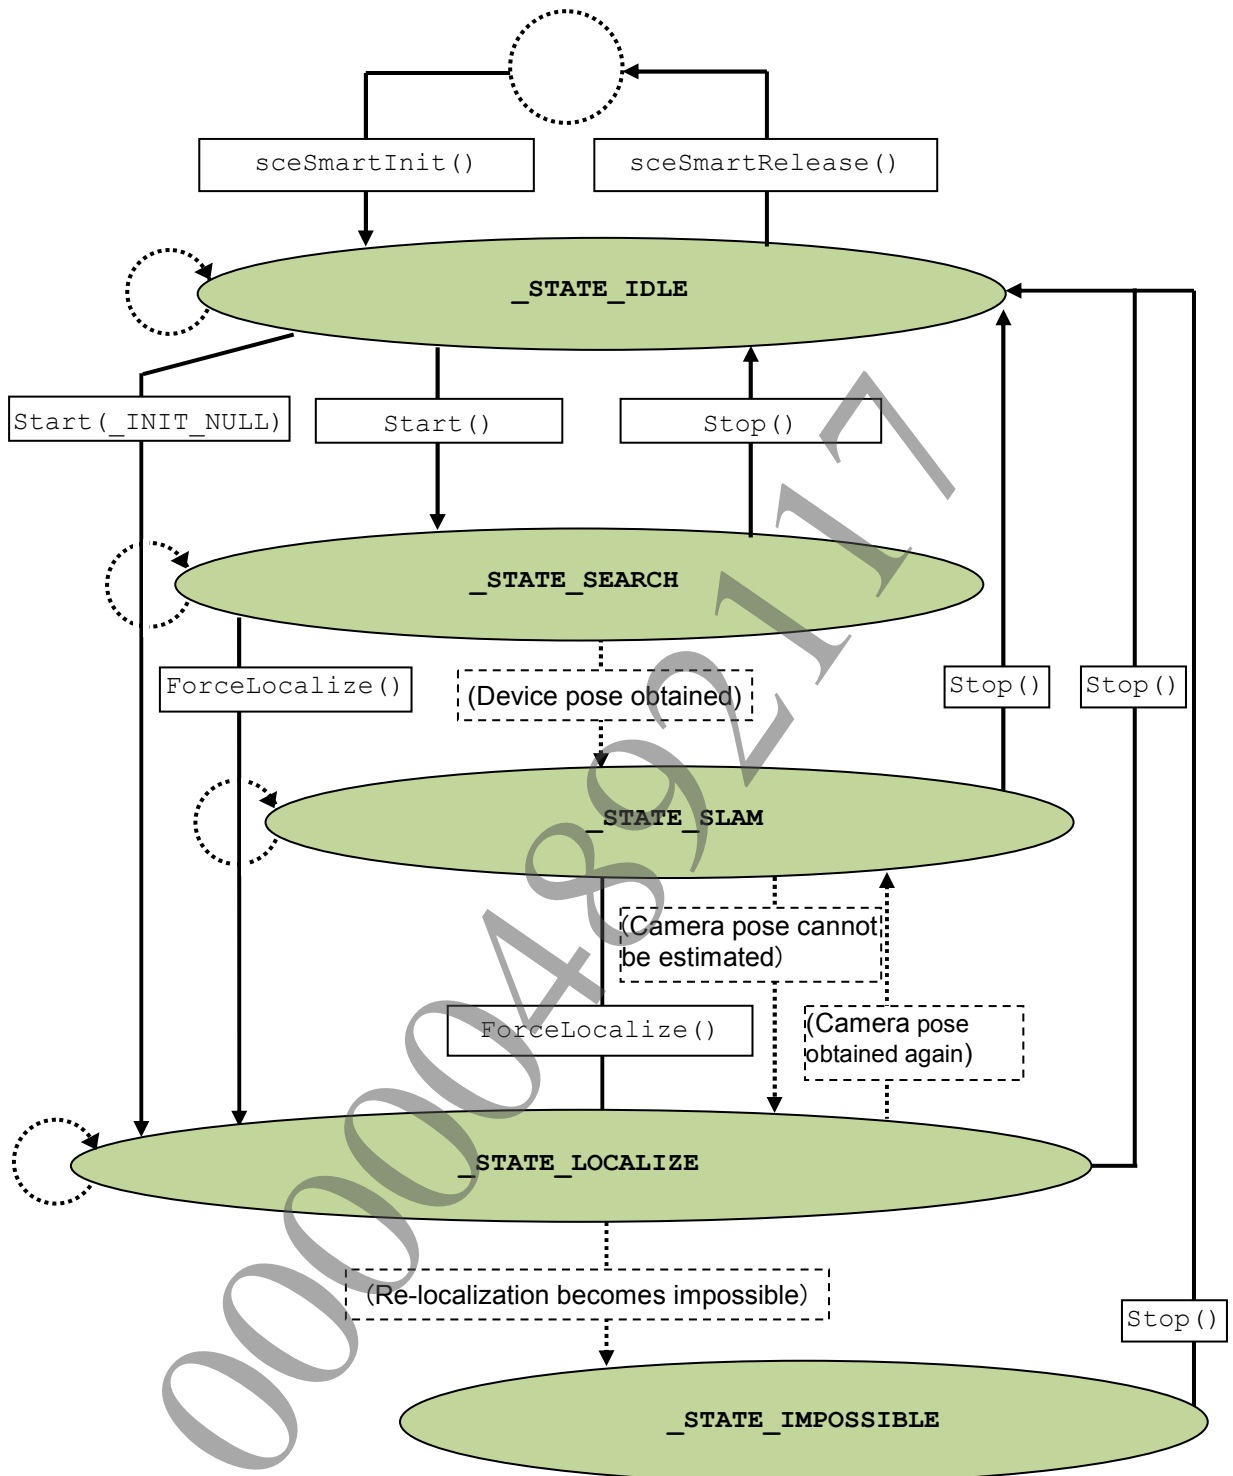 sceSmartInit()
sceSmartRelease()
_STATE_IDLE
Start(_INIT_NULL)
Start()
Stop()
_STATE_SEARCH
ForceLocalize()
(Device pose obtained)
Stop()
Stop()
_STATE_SLAM
(Camera pose cannot
be estimated)
ForceLocalize()
(Camera pose
obtained again)
_STATE_LOCALIZE
(Re-localization becomes impossible)
Stop()
_STATE_IMPOSSIBLE
000004892117